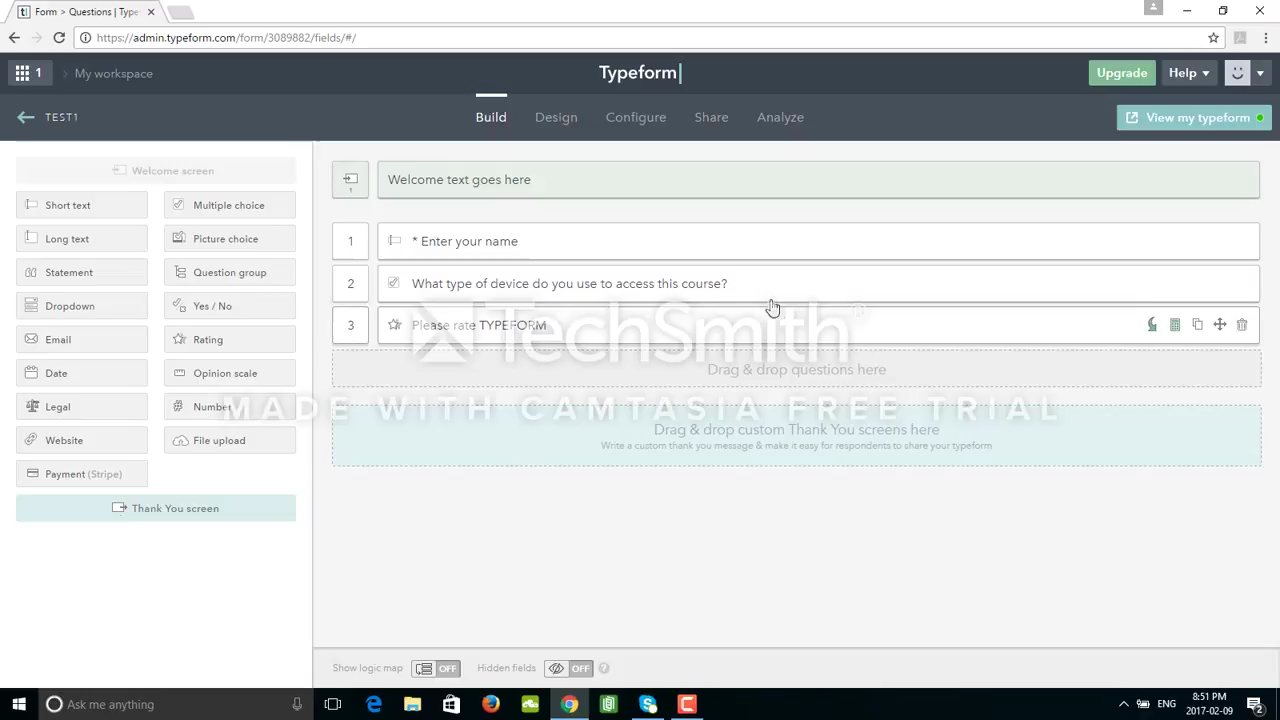 Form > Questions | Type
https://admin.typeform.com/form/3089882/fields/#/
1
My workspace
Typeform
Upgrade
Help
TEST1
Build
Design
Configure
Share
Analyze
View my typeform
Welcome screen
Short text
Multiple choice
Long text
Picture choice
Statement
Question group
Dropdown
Yes / No
Email
Rating
Date
Opinion scale
Legal
Number
Website
File upload
Payment (Stripe)
Thank You screen
1
Welcome text goes here
1
* Enter your name
2
What type of device do you use to access this course?
3
Please rate TYPEFORM
Drag & drop questions here
Drag & drop custom Thank You screens here
Write a custom thank you message & make it easy for respondents to share your typeform
TechSmith®
MADE WITH CAMTASIA FREE TRIAL
Show logic map
OFF
Hidden fields
OFF
?
Ask me anything
ENG
8:51 PM
2017-02-09
2